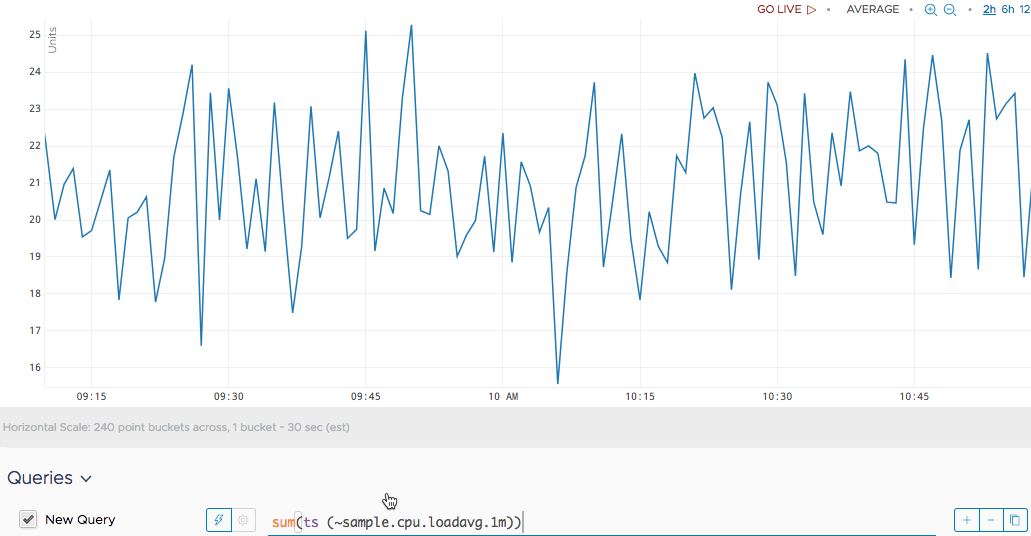 GO LIVE ▷ • AVERAGE • • 2h 6h 12
Units
25
24
23
22
21
20
19
18
17
16
09:15 09:30 09:45 10 AM 10:15 10:30 10:45
Horizontal Scale: 240 point buckets across, 1 bucket ~ 30 sec (est)
Queries
New Query sum(ts (~sample.cpu.loadavg.1m))